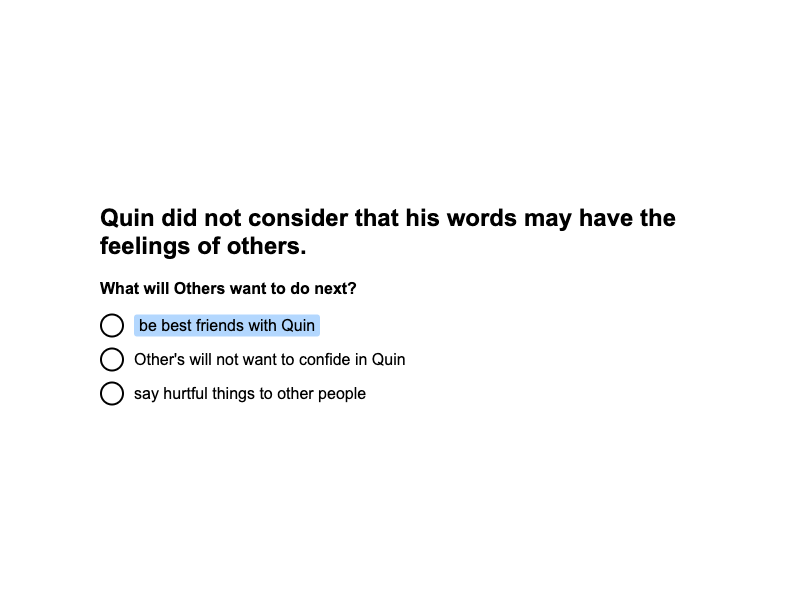 Quin did not consider that his words may have the
feelings of others.
What will Others want to do next?
be best friends with Quin
Other's will not want to confide in Quin
say hurtful things to other people